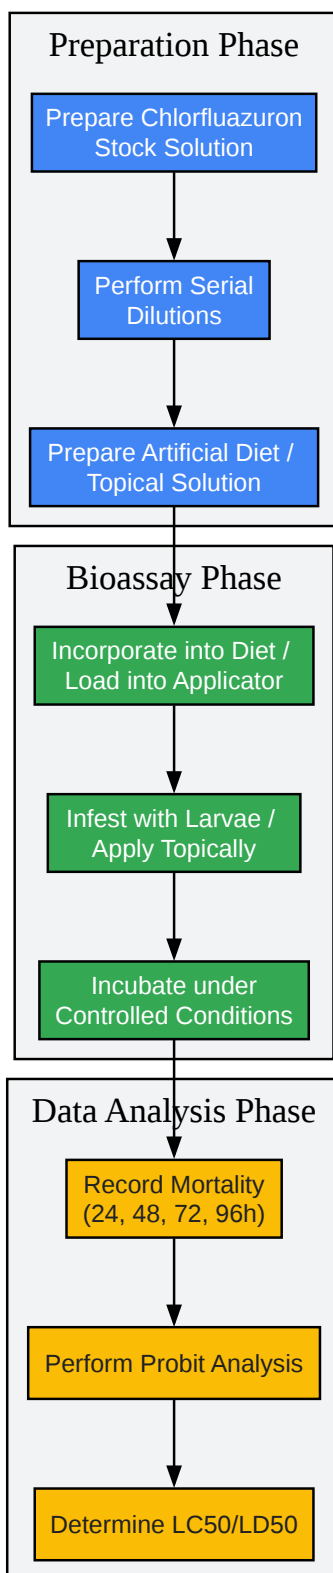 Preparation Phase
Prepare Chlorfluazuron
Stock Solution
Perform Serial
Dilutions
Prepare Artificial Diet /
Topical Solution
Bioassay Phase
Incorporate into Diet /
Load into Applicator
Infest with Larvae /
Apply Topically
Incubate under
Controlled Conditions
Data Analysis Phase
Record Mortality
(24, 48, 72, 96h)
Perform Probit Analysis
Determine LC50/LD50